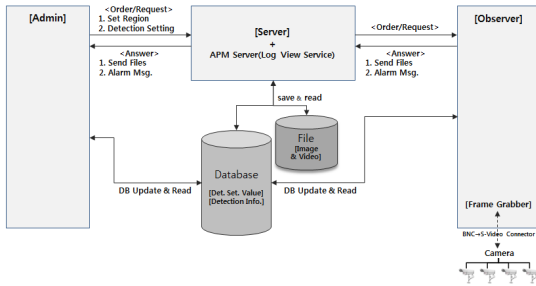 [Admin]
<Order/Request>
1. Set Region
2. Detection Setting
<Answer>
1. Send Files
2. Alarm Msg.
[Server]
+
APM Server(Log View Service)
<Order/Request>
<Answer>
1. Send Files
2. Alarm Msg.
[Observer]
save & read
File
[Image
& Video]
Database
[Det. Set. Value]
[Detection Info.]
DB Update & Read
DB Update & Read
[Frame Grabber]
BNC→S-Video Connector
Camera